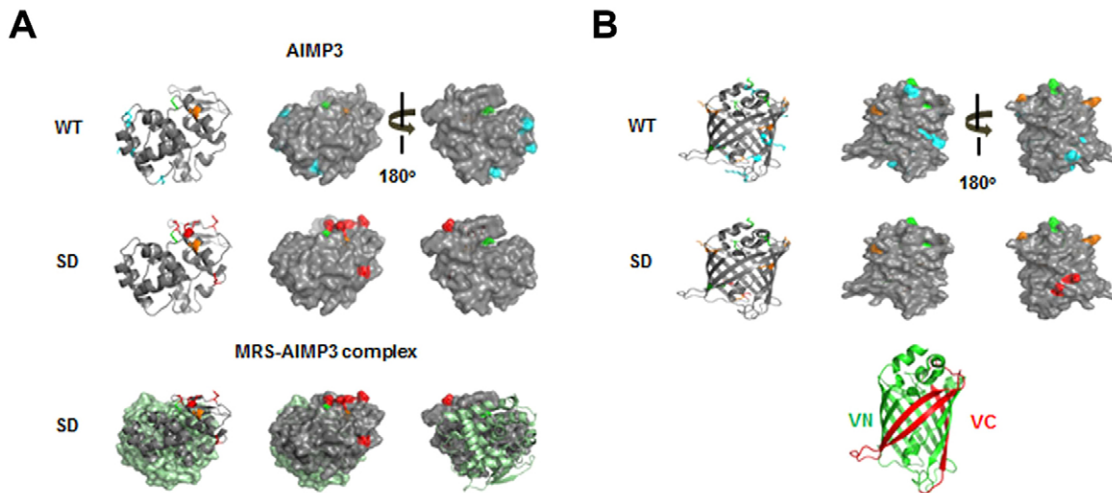 A
B
AIMP3
WT
180°
WT
180°
SD
SD
MRS-AIMP3 complex
SD
VN
VC